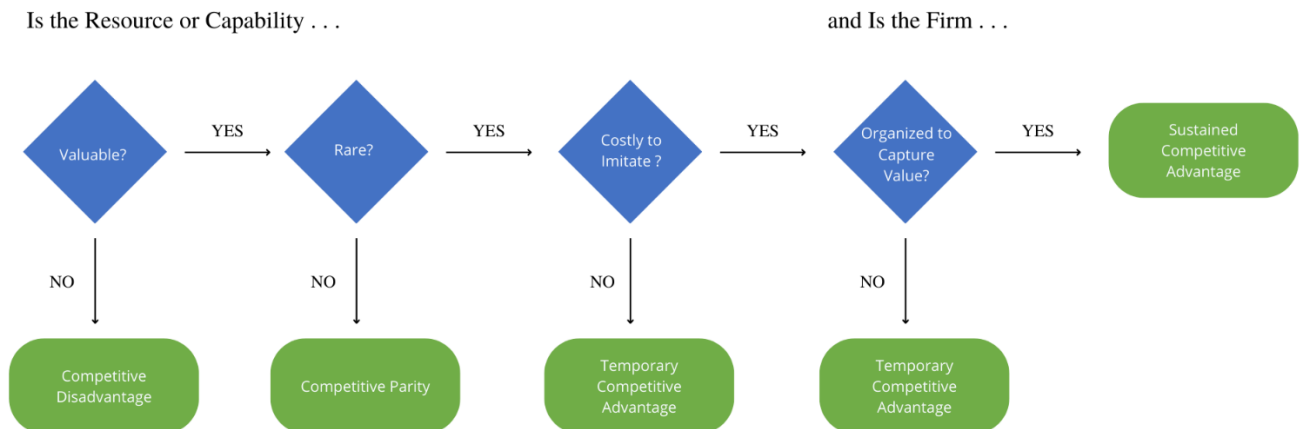 Is the Resource or Capability . . .
and Is the Firm . . .
Valuable?
YES
Rare?
YES
Costly to
Imitate ?
YES
Organized to
Capture
Value?
YES
Sustained
Competitive
Advantage
NO
NO
NO
NO
Competitive
Disadvantage
Competitive Parity
Temporary
Competitive
Advantage
Temporary
Competitive
Advantage